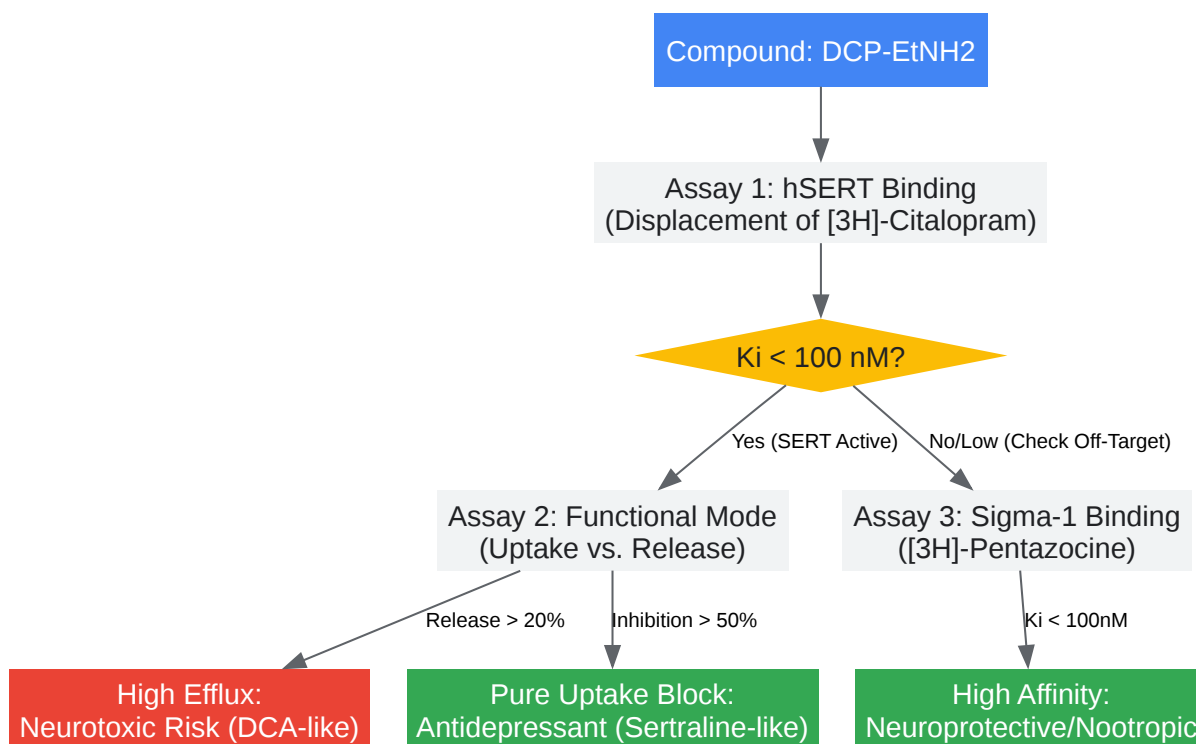 Compound: DCP-EtNH2
Assay 1: hSERT Binding
(Displacement of [3H]-Citalopram)
Ki < 100 nM?
Yes (SERT Active)
No/Low (Check Off-Target)
Assay 2: Functional Mode
(Uptake vs. Release)
Assay 3: Sigma-1 Binding
([3H]-Pentazocine)
Release > 20%
Inhibition > 50%
Ki < 100nM
High Efflux:
Neurotoxic Risk (DCA-like)
Pure Uptake Block:
Antidepressant (Sertraline-like)
High Affinity:
Neuroprotective/Nootropic